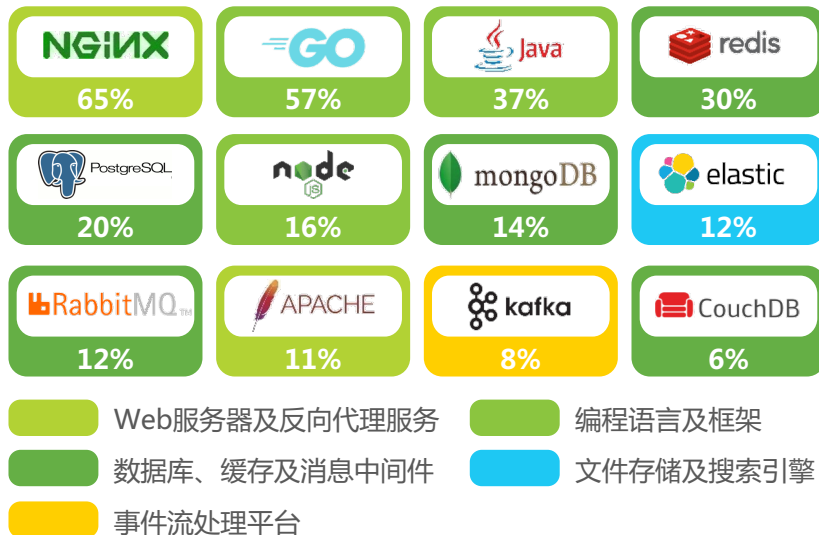 NGINX GO Java redis
65% 57% 37% 30%
PostgreSQL node JS mongoDB elastic
20% 16% 14% 12%
RabbitMQ TM APACHE kafka CouchDB
12% 11% 8% 6%
Web服务器及反向代理服务 编程语言及框架
数据库、缓存及消息中间件 文件存储及搜索引擎
事件流处理平台